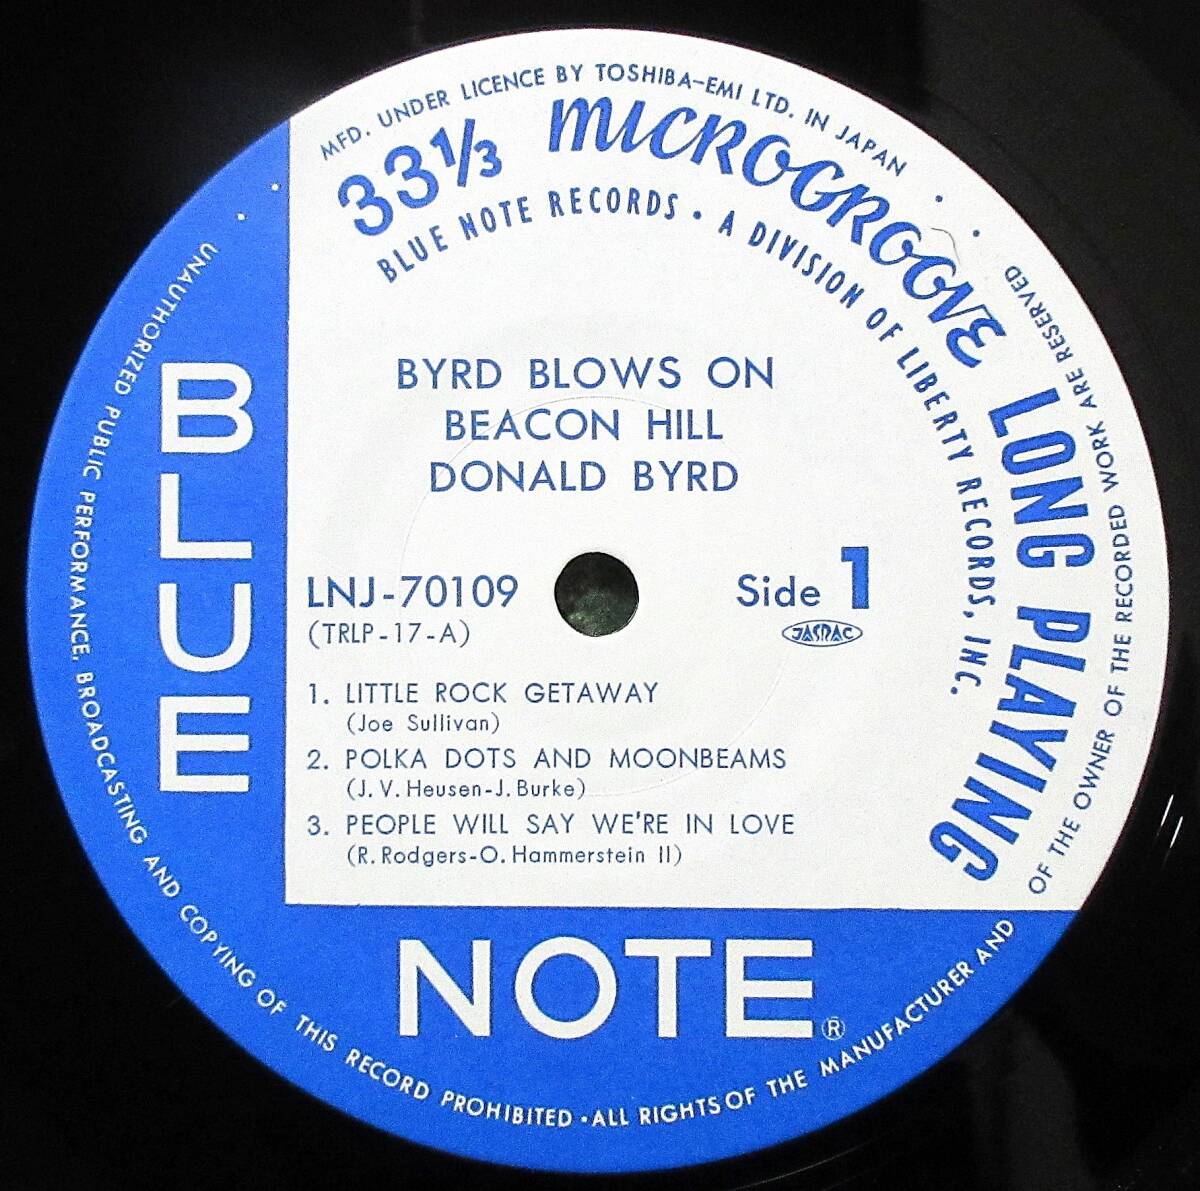 MFD. UNDER LICENCE BY TOSHIBA-EMI LTD. IN JAPAN
33 1/3 MICROGROOVE LONG PLAYING
BLUE NOTE RECORDS · A DIVISION OF LIBERTY RECORDS, INC.
BYRD BLOWS ON
BEACON HILL
DONALD BYRD
LNJ-70109
(TRLP-17-A)
Side 1
JASRAC
1. LITTLE ROCK GETAWAY
(Joe Sullivan)
2. POLKA DOTS AND MOONBEAMS
(J. V. Heusen-J. Burke)
3. PEOPLE WILL SAY WE'RE IN LOVE
(R. Rodgers-O. Hammerstein II)
BLUE
NOTE ®
UNAUTHORIZED PUBLIC PERFORMANCE, BROADCASTING AND COPYING OF THIS RECORD PROHIBITED · ALL RIGHTS OF THE MANUFACTURER AND OF THE OWNER OF THE RECORDED WORK ARE RESERVED